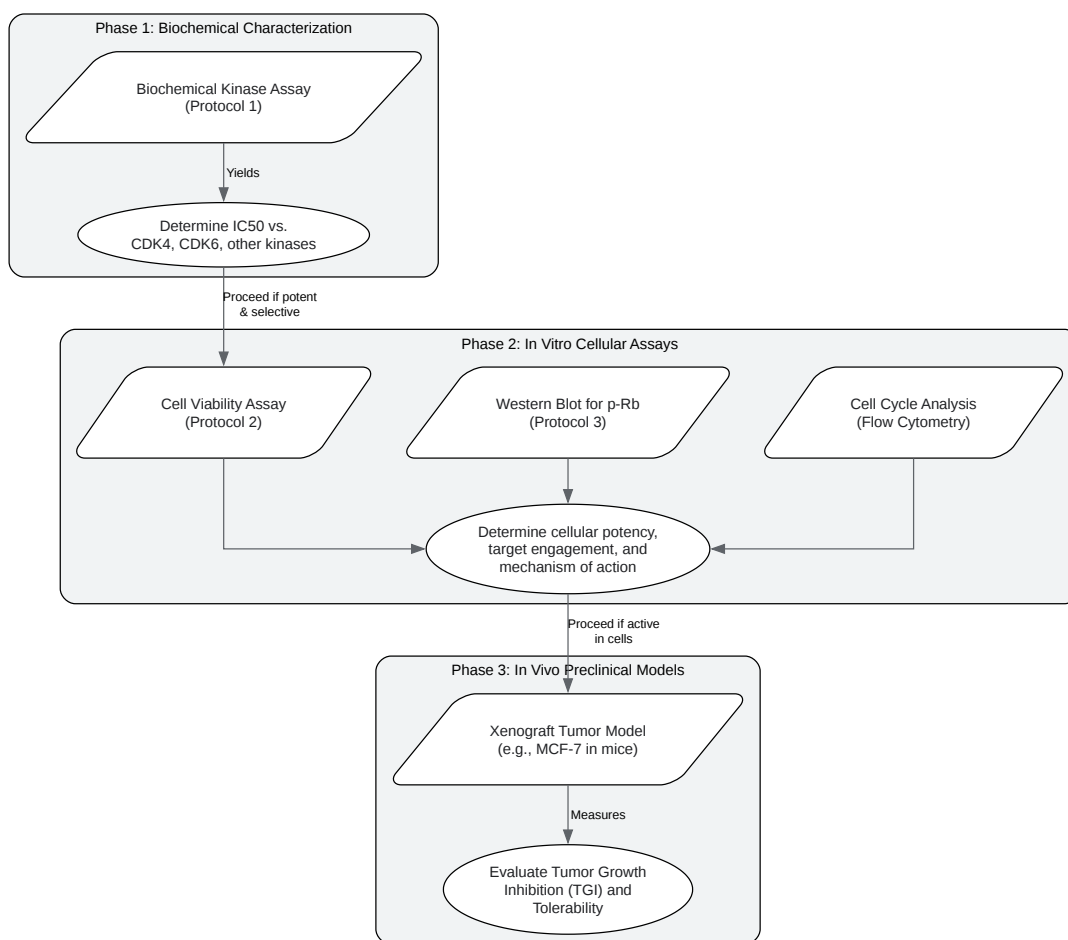 Phase 1: Biochemical Characterization
Biochemical Kinase Assay
(Protocol 1)
Yields
Determine IC50 vs.
CDK4, CDK6, other kinases
Proceed if potent
& selective
Phase 2: In Vitro Cellular Assays
Cell Viability Assay
(Protocol 2)
Western Blot for p-Rb
(Protocol 3)
Cell Cycle Analysis
(Flow Cytometry)
Determine cellular potency,
target engagement, and
mechanism of action
Proceed if active
in cells
Phase 3: In Vivo Preclinical Models
Xenograft Tumor Model
(e.g., MCF-7 in mice)
Measures
Evaluate Tumor Growth
Inhibition (TGI) and
Tolerability